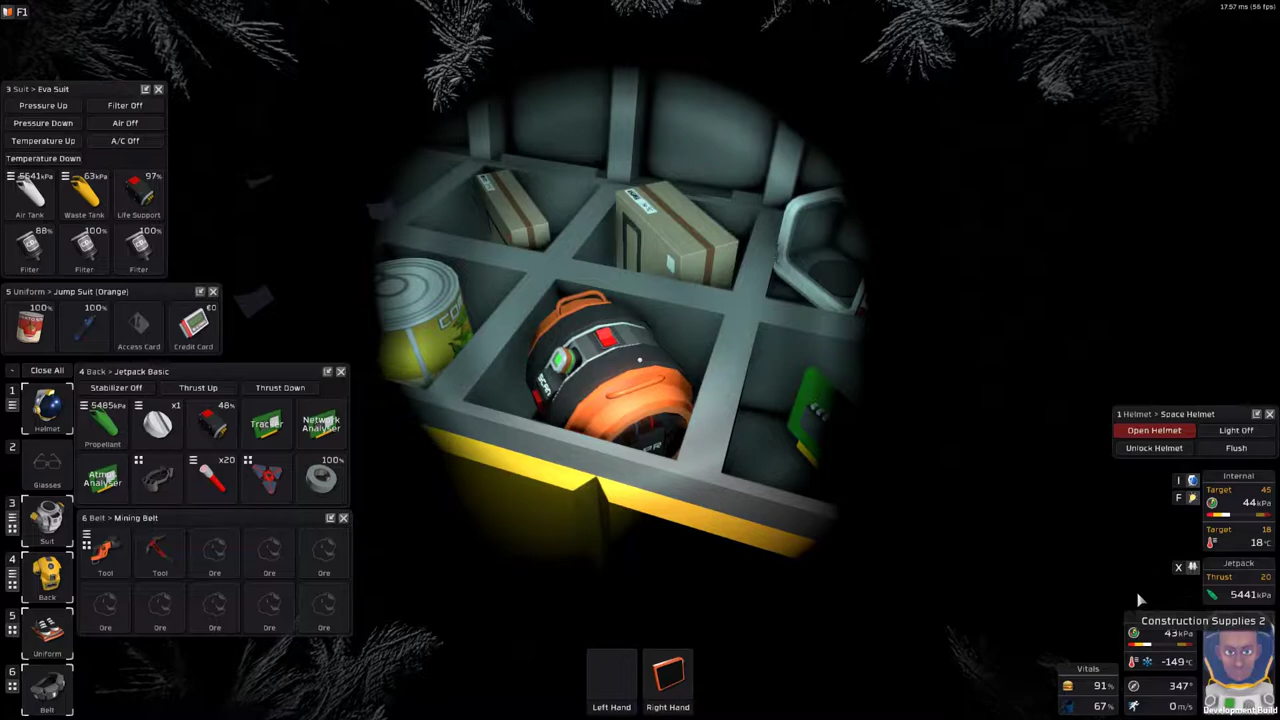 F1
17.57 ms (56 fps)
3 Suit > Eva Suit
Pressure Up
Filter Off
Pressure Down
Air Off
Temperature Up
A/C Off
Temperature Down
5641kPa
63kPa
97%
Air Tank
Waste Tank
Life Support
88%
100%
100%
Filter
Filter
Filter
5 Uniform > Jump Suit (Orange)
100%
100%
€0
Access Card
Credit Card
Close All
4 Back > Jetpack Basic
Stabilizer Off
Thrust Up
Thrust Down
5485kPa
x1
48%
Tracker
Network Analyser
Propellant
Atmos Analyser
x20
100%
6 Belt > Mining Belt
Tool
Tool
Ore
Ore
Ore
Ore
Ore
Ore
Ore
Ore
1
Helmet
2
Glasses
3
Suit
4
Back
5
Uniform
6
Belt
Left Hand
Right Hand
1 Helmet > Space Helmet
Open Helmet
Light Off
Unlock Helmet
Flush
I
F
Internal
Target 45
44kPa
Target 18
18°C
X
Jetpack
Thrust 20
5441kPa
Construction Supplies 2
43kPa
-149°C
Vitals
91%
67%
347°
0m/s
Development Build